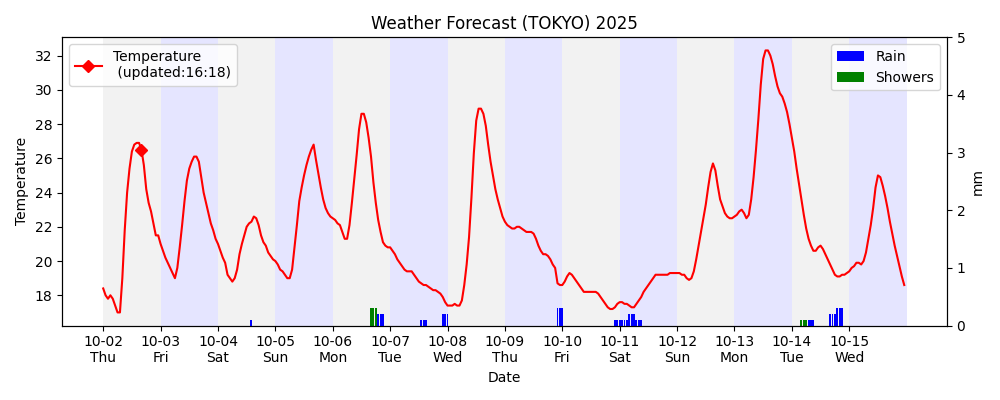 Weather Forecast (TOKYO) 2025
Temperature
(updated:16:18)
Rain
Showers
Temperature
32
30
28
26
24
22
20
18
5
4
3
2
1
0
mm
10-02 10-03 10-04 10-05 10-06 10-07 10-08 10-09 10-10 10-11 10-12 10-13 10-14 10-15
Thu Fri Sat Sun Mon Tue Wed Thu Fri Sat Sun Mon Tue Wed
Date